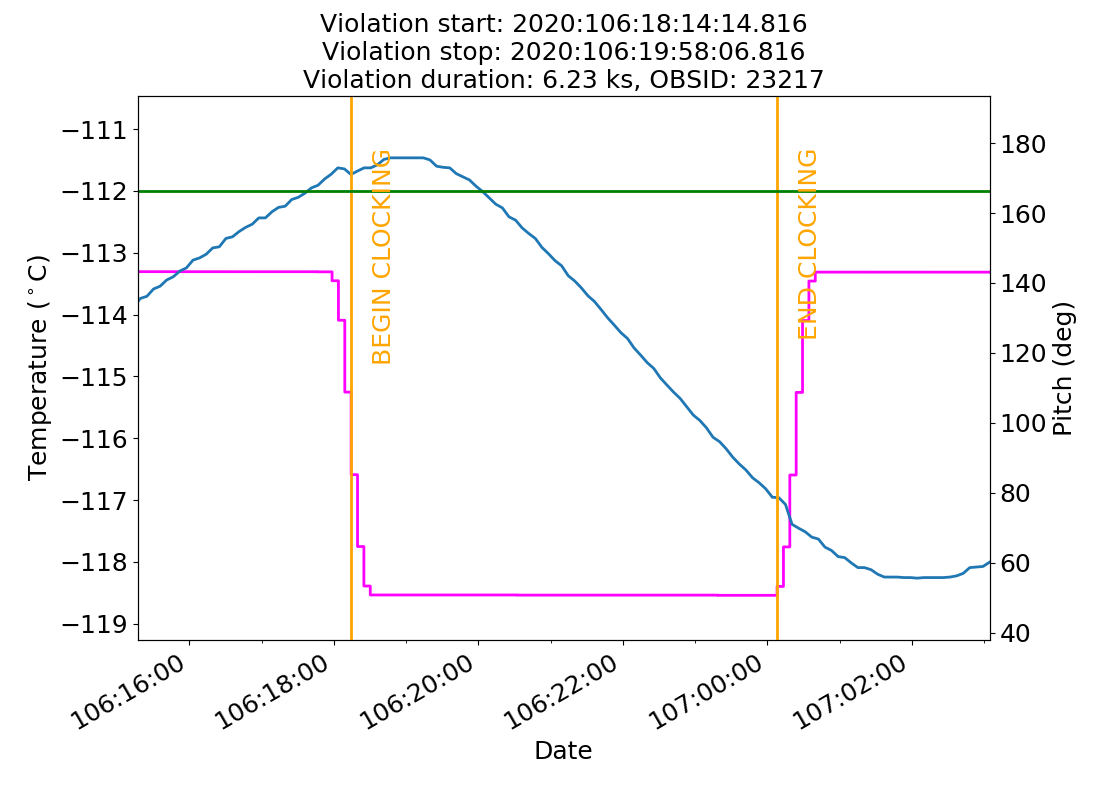 Violation start: 2020:106:18:14:14.816
Violation stop: 2020:106:19:58:06.816
Violation duration: 6.23 ks, OBSID: 23217
Temperature (°C)
−111
−112
−113
−114
−115
−116
−117
−118
−119
BEGIN CLOCKING
END CLOCKING
180
160
140
120
100
80
60
40
Pitch (deg)
106:16:00
106:18:00
106:20:00
106:22:00
107:00:00
107:02:00
Date